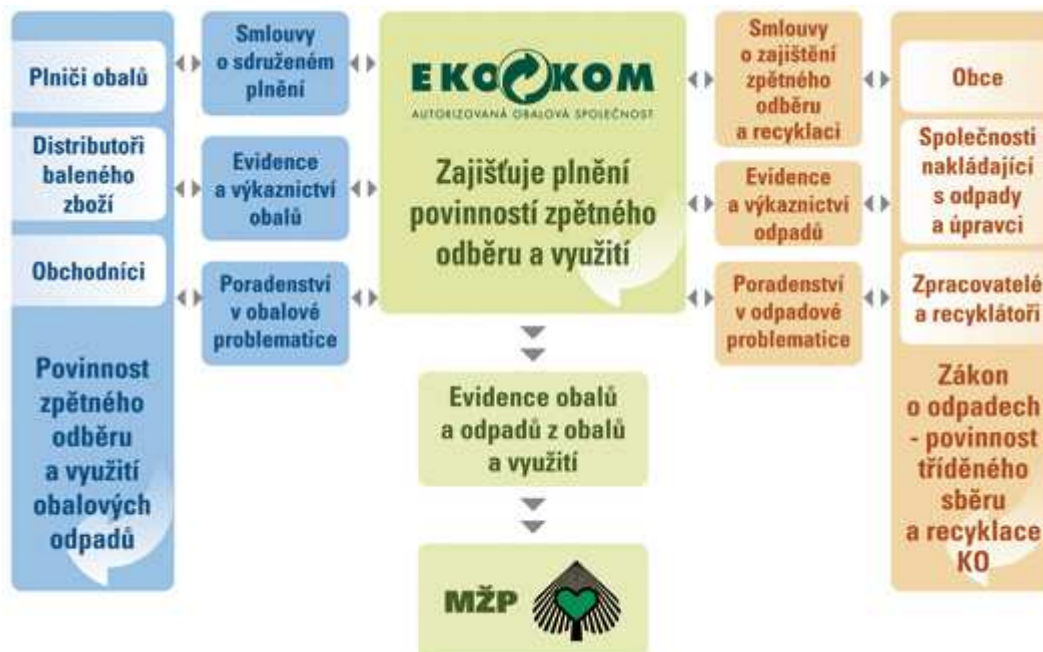 Plniči obalů
Distributoři
baleného
zboží
Obchodníci
Povinnost
zpětného
odběru
a využití
obalových
odpadů
Smlouvy
o sdruženém
plnění
Evidence
a výkaznictví
obalů
Poradenství
v obalové
problematice
EKO KOM
AUTORIZOVANÁ OBALOVÁ SPOLEČNOST
Zajišťuje plnění
povinností zpětného
odběru a využití
Evidence obalů
a odpadů z obalů
a využití
MŽP
Smlouvy
o zajištění
zpětného
odběru
a recyklaci
Evidence
a výkaznictví
odpadů
Poradenství
v odpadové
problematice
Obce
Společnosti
nakládající
s odpady
a úpravci
Zpracovatelé
a recyklátoři
Zákon
o odpadech
- povinnost
tříděného
sběru
a recyklace
KO